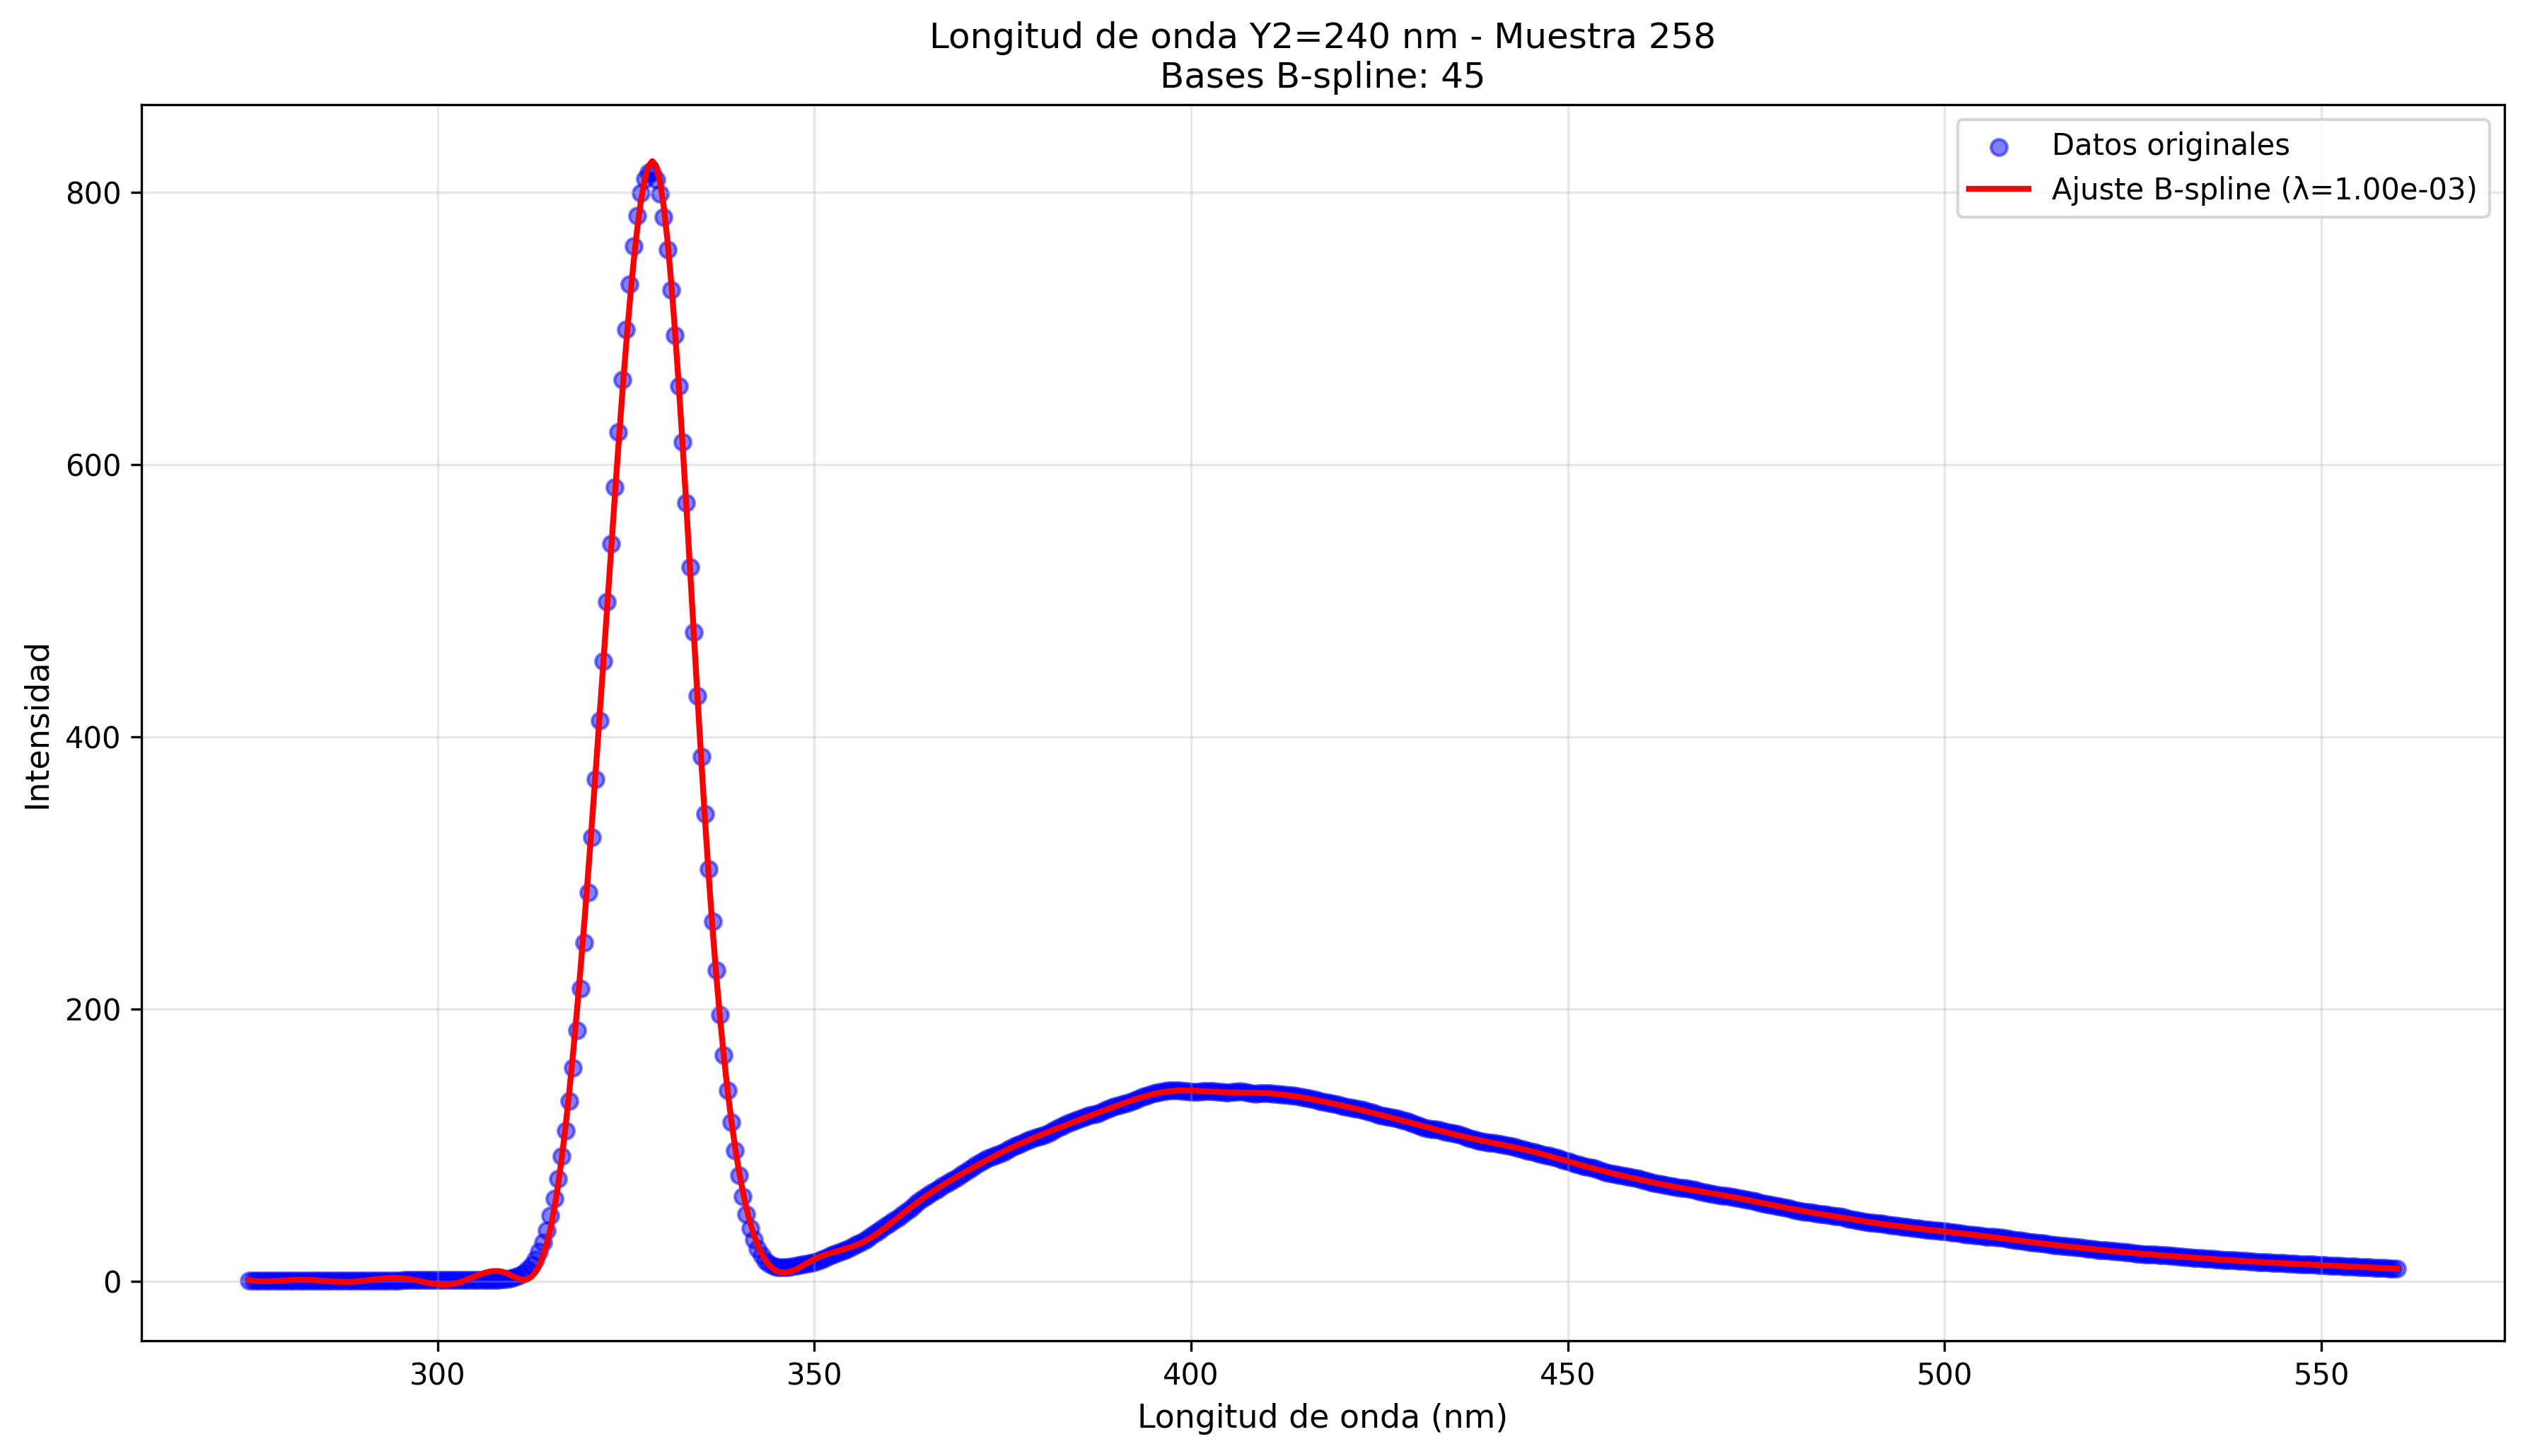 Longitud de onda Y2=240 nm - Muestra 258
Bases B-spline: 45
Datos originales
Ajuste B-spline (λ=1.00e-03)
Intensidad
800
600
400
200
0
300 350 400 450 500 550
Longitud de onda (nm)